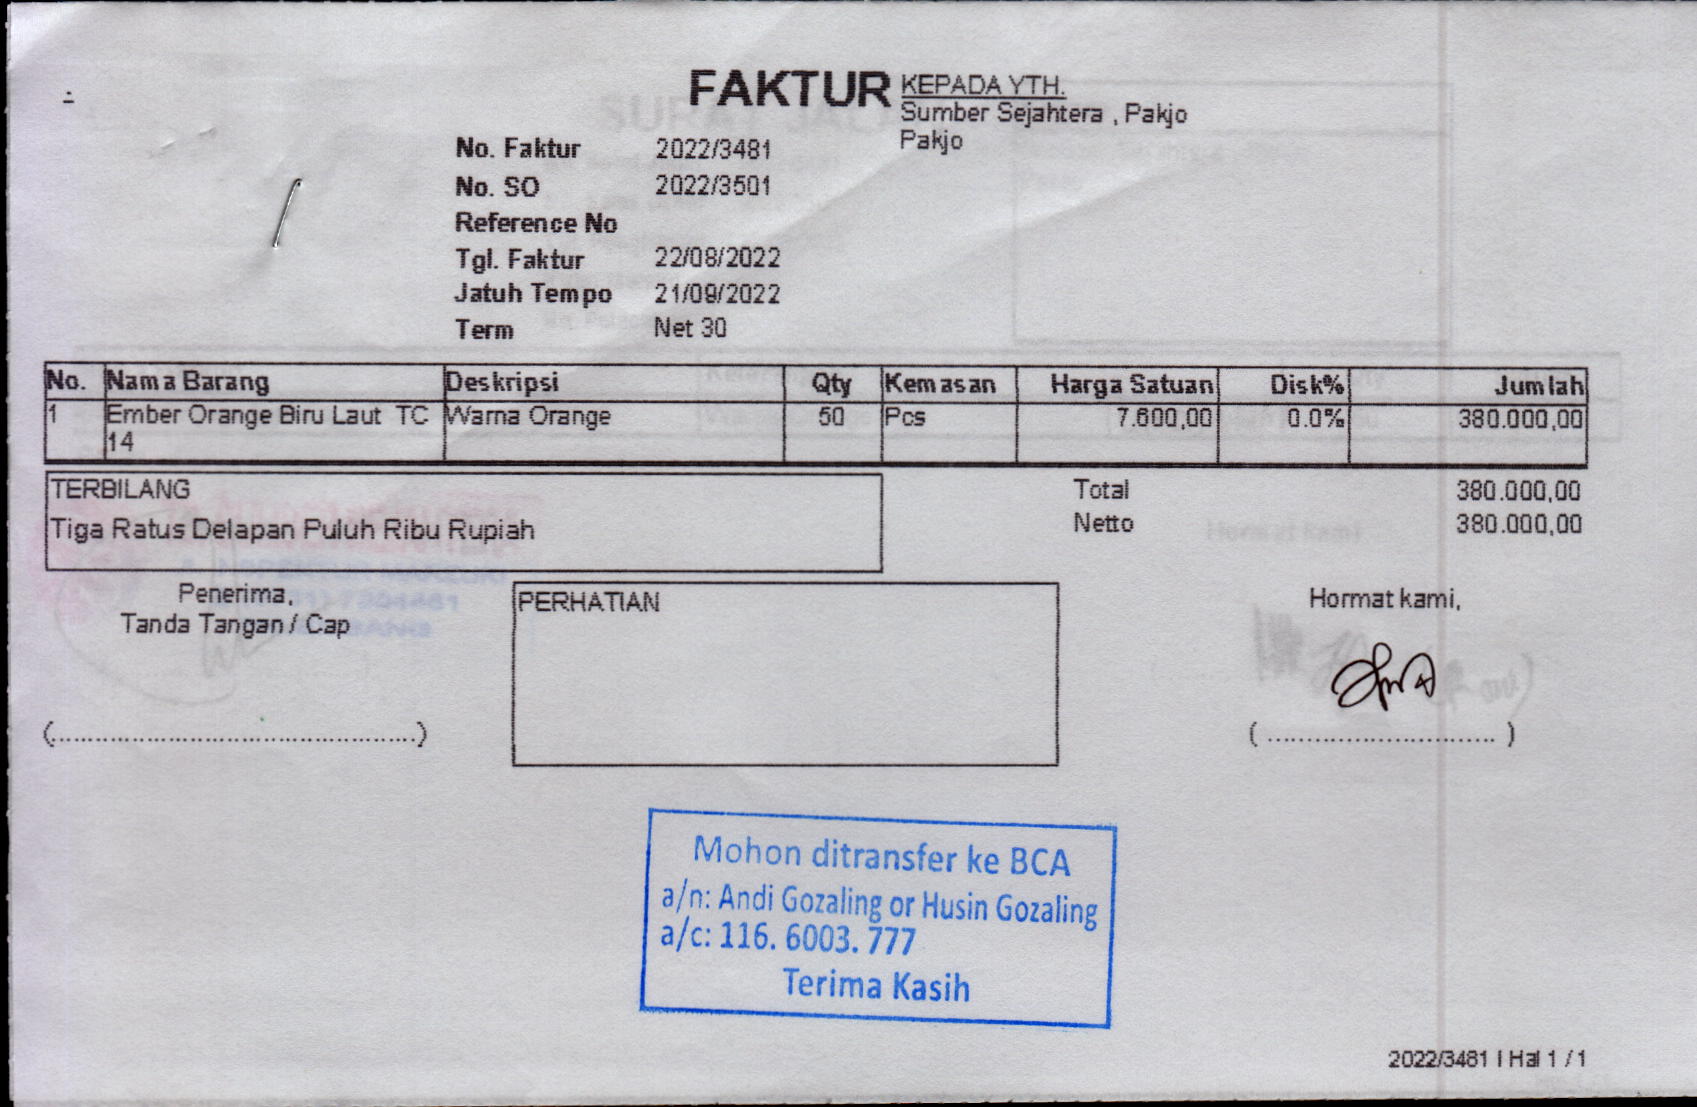 FAKTUR
KEPADA YTH.
Sumber Sejahtera , Pakjo
Pakjo
No. Faktur 2022/3481
No. SO 2022/3501
Reference No
Tgl. Faktur 22/08/2022
Jatuh Tempo 21/09/2022
Term Net 30
No. Nama Barang Deskripsi Qty Kemasan Harga Satuan Disk% Jumlah
1 Ember Orange Biru Laut TC Warna Orange 50 Pcs 7.600,00 0.0% 380.000,00
14
TERBILANG
Tiga Ratus Delapan Puluh Ribu Rupiah
Total 380.000,00
Netto 380.000,00
Penerima,
Tanda Tangan / Cap
PERHATIAN
Hormat kami,
(..............................................)
( ............................. )
Mohon ditransfer ke BCA
a/n: Andi Gozaling or Husin Gozaling
a/c: 116. 6003. 777
Terima Kasih
2022/3481 | Hal 1 / 1